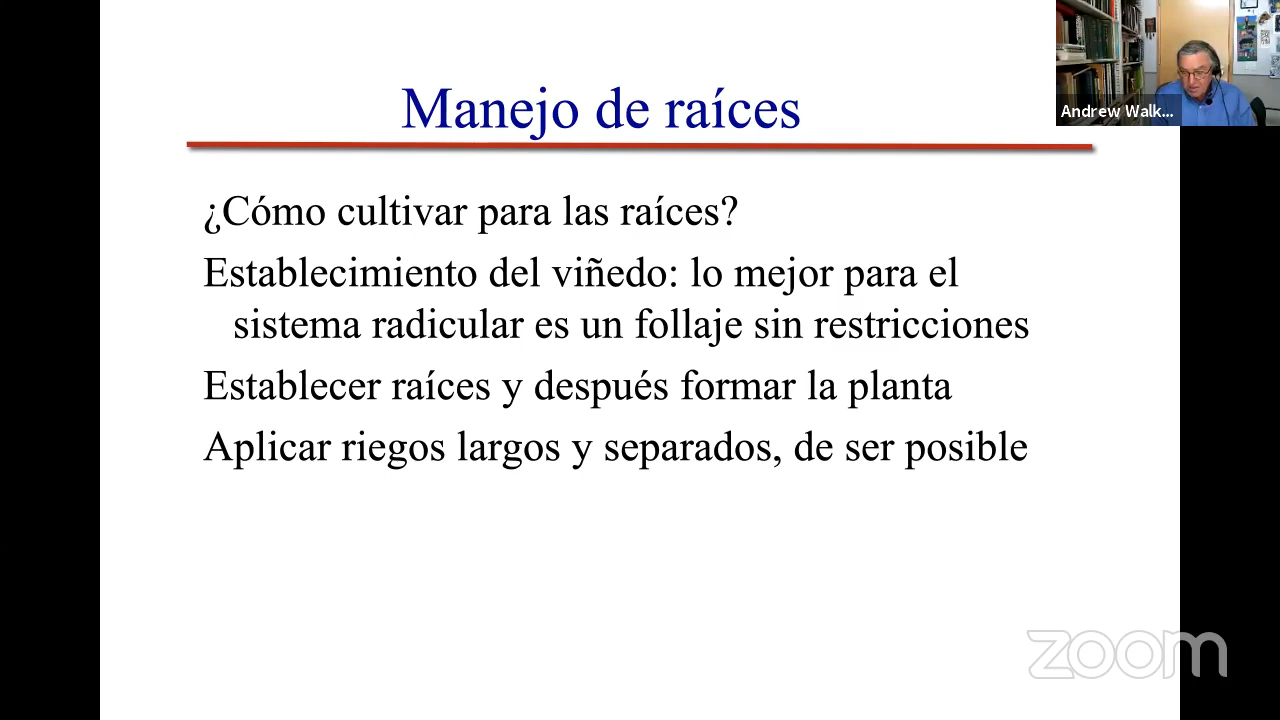 Manejo de raíces
Andrew Walk...
¿Cómo cultivar para las raíces?
Establecimiento del viñedo: lo mejor para el
sistema radicular es un follaje sin restricciones
Establecer raíces y después formar la planta
Aplicar riegos largos y separados, de ser posible
zoom